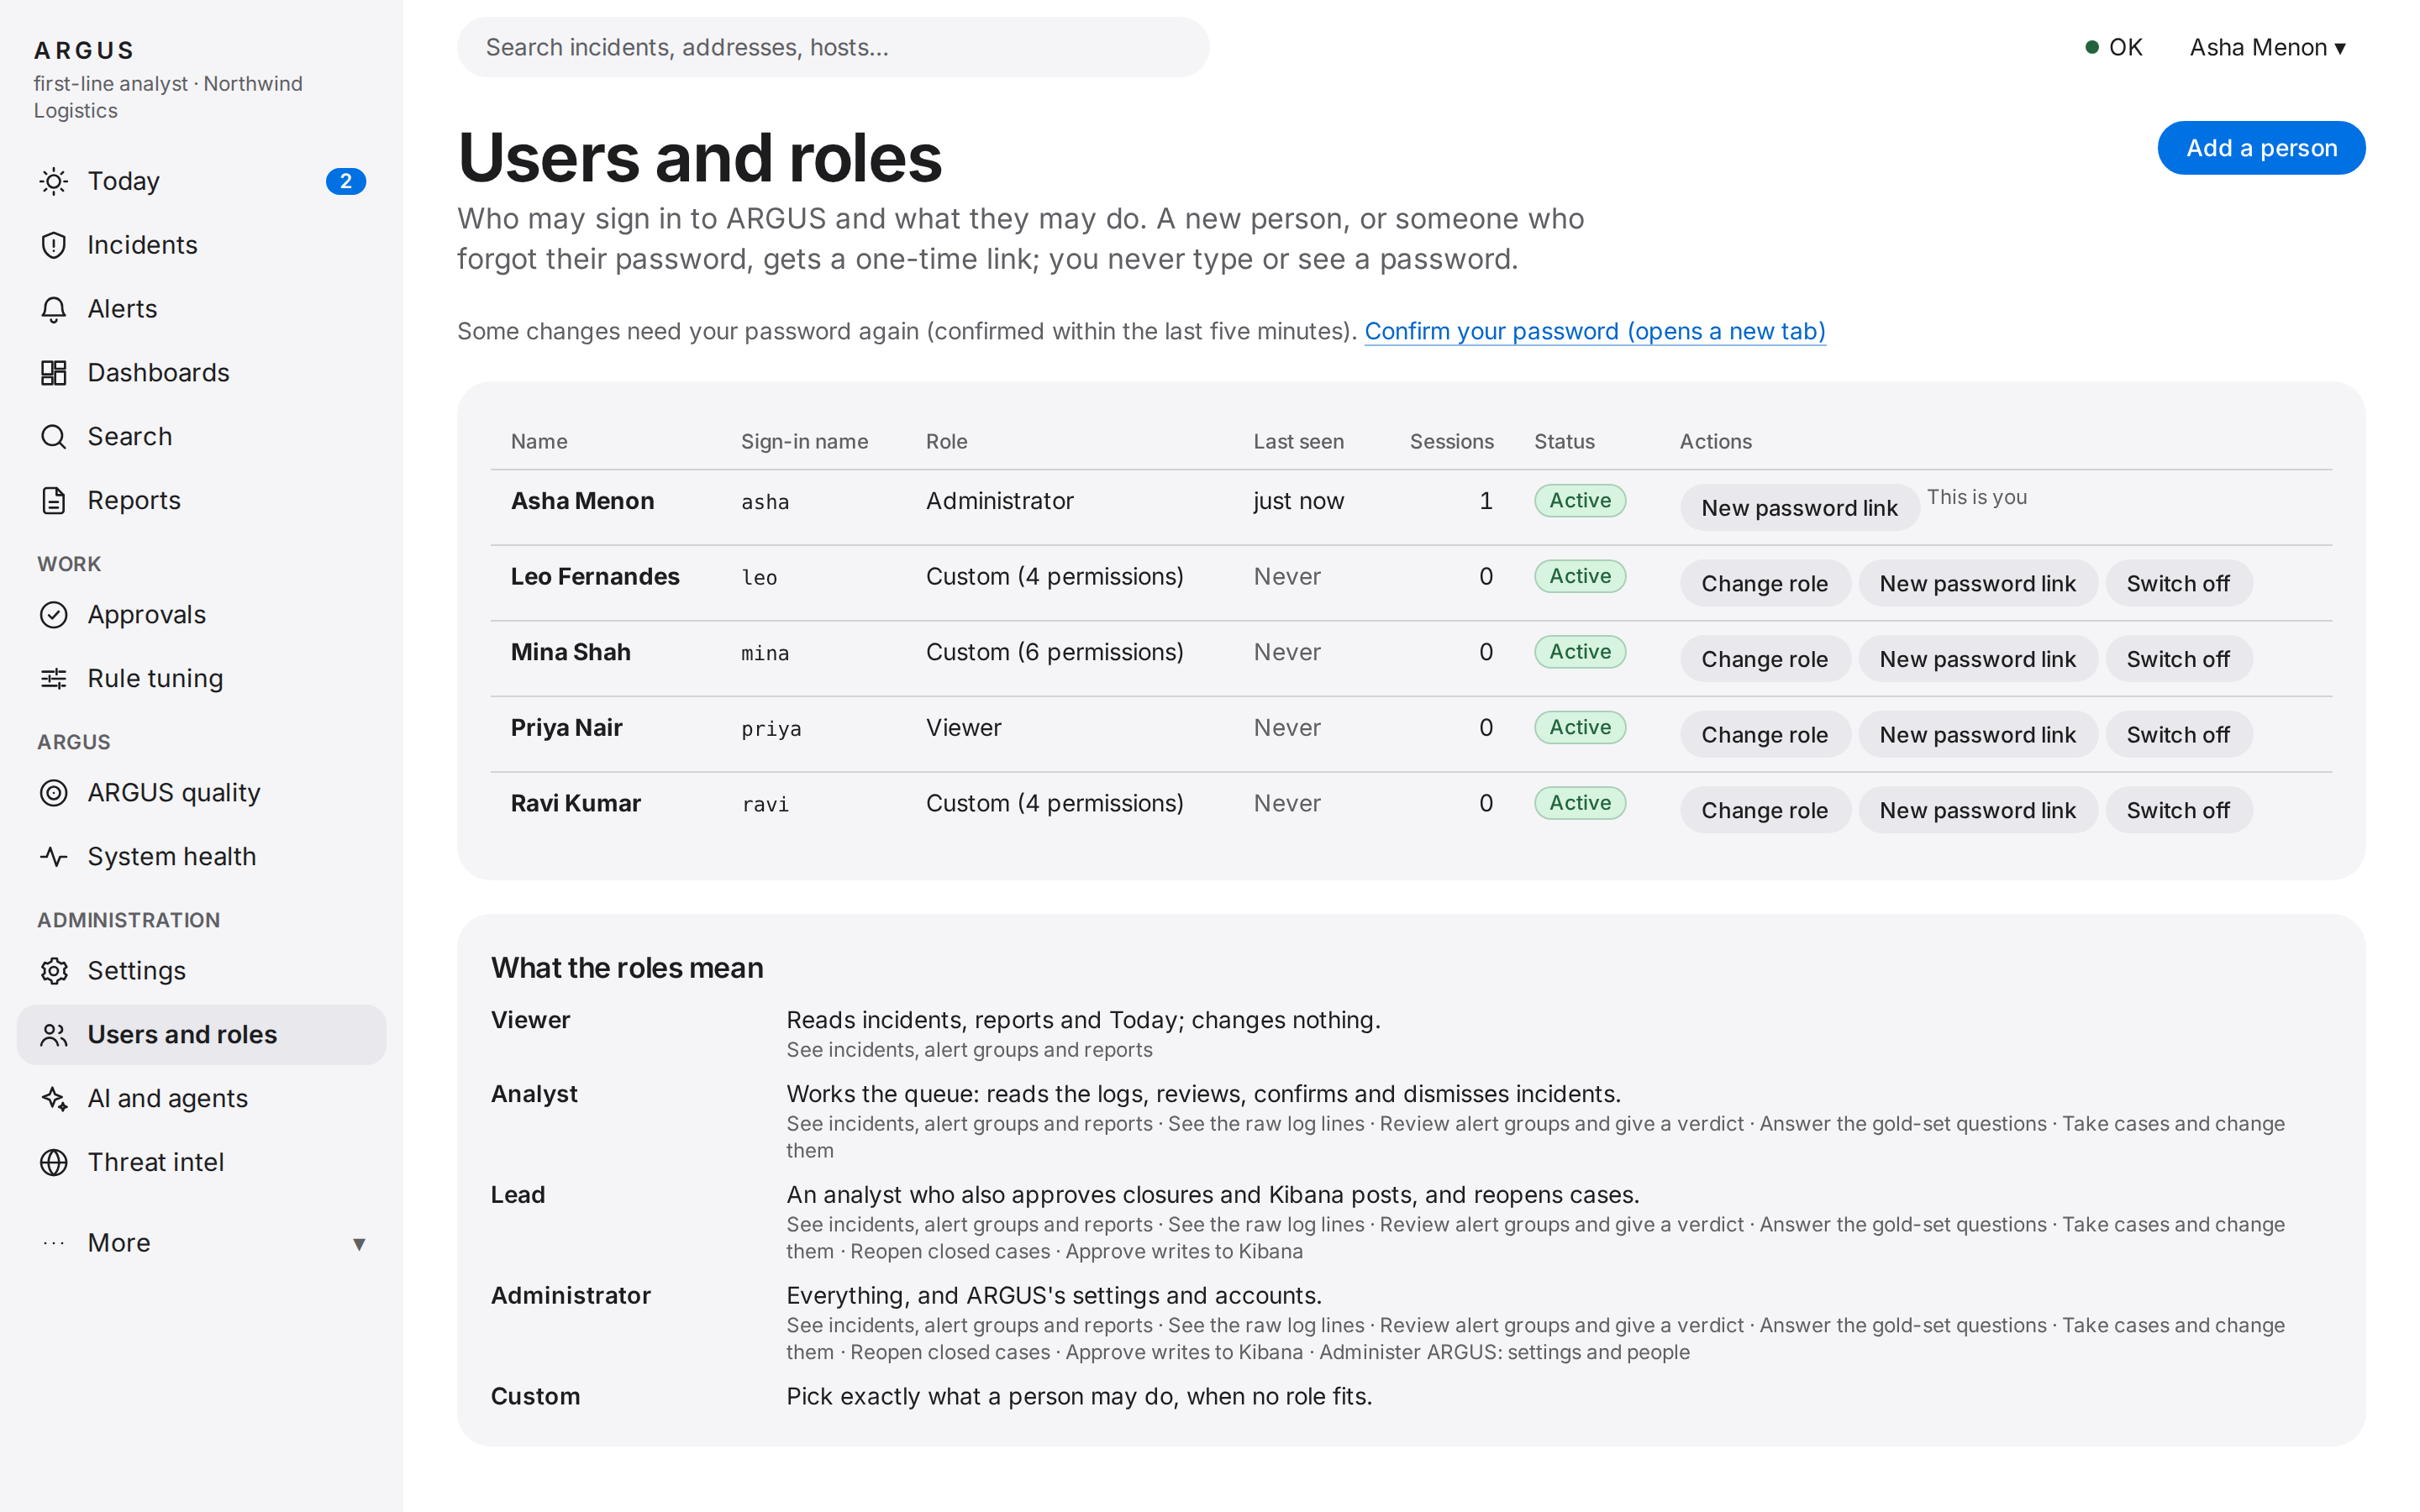 ARGUS
first-line analyst · Northwind
Logistics
Today 2
Incidents
Alerts
Dashboards
Search
Reports
WORK
Approvals
Rule tuning
ARGUS
ARGUS quality
System health
ADMINISTRATION
Settings
Users and roles
AI and agents
Threat intel
··· More ▾
Search incidents, addresses, hosts...
OK Asha Menon ▾
Users and roles
Add a person
Who may sign in to ARGUS and what they may do. A new person, or someone who
forgot their password, gets a one-time link; you never type or see a password.
Some changes need your password again (confirmed within the last five minutes). Confirm your password (opens a new tab)
Name Sign-in name Role Last seen Sessions Status Actions
Asha Menon asha Administrator just now 1 Active New password link This is you
Leo Fernandes leo Custom (4 permissions) Never 0 Active Change role New password link Switch off
Mina Shah mina Custom (6 permissions) Never 0 Active Change role New password link Switch off
Priya Nair priya Viewer Never 0 Active Change role New password link Switch off
Ravi Kumar ravi Custom (4 permissions) Never 0 Active Change role New password link Switch off
What the roles mean
Viewer Reads incidents, reports and Today; changes nothing.
See incidents, alert groups and reports
Analyst Works the queue: reads the logs, reviews, confirms and dismisses incidents.
See incidents, alert groups and reports · See the raw log lines · Review alert groups and give a verdict · Answer the gold-set questions · Take cases and change
them
Lead An analyst who also approves closures and Kibana posts, and reopens cases.
See incidents, alert groups and reports · See the raw log lines · Review alert groups and give a verdict · Answer the gold-set questions · Take cases and change
them · Reopen closed cases · Approve writes to Kibana
Administrator Everything, and ARGUS's settings and accounts.
See incidents, alert groups and reports · See the raw log lines · Review alert groups and give a verdict · Answer the gold-set questions · Take cases and change
them · Reopen closed cases · Approve writes to Kibana · Administer ARGUS: settings and people
Custom Pick exactly what a person may do, when no role fits.